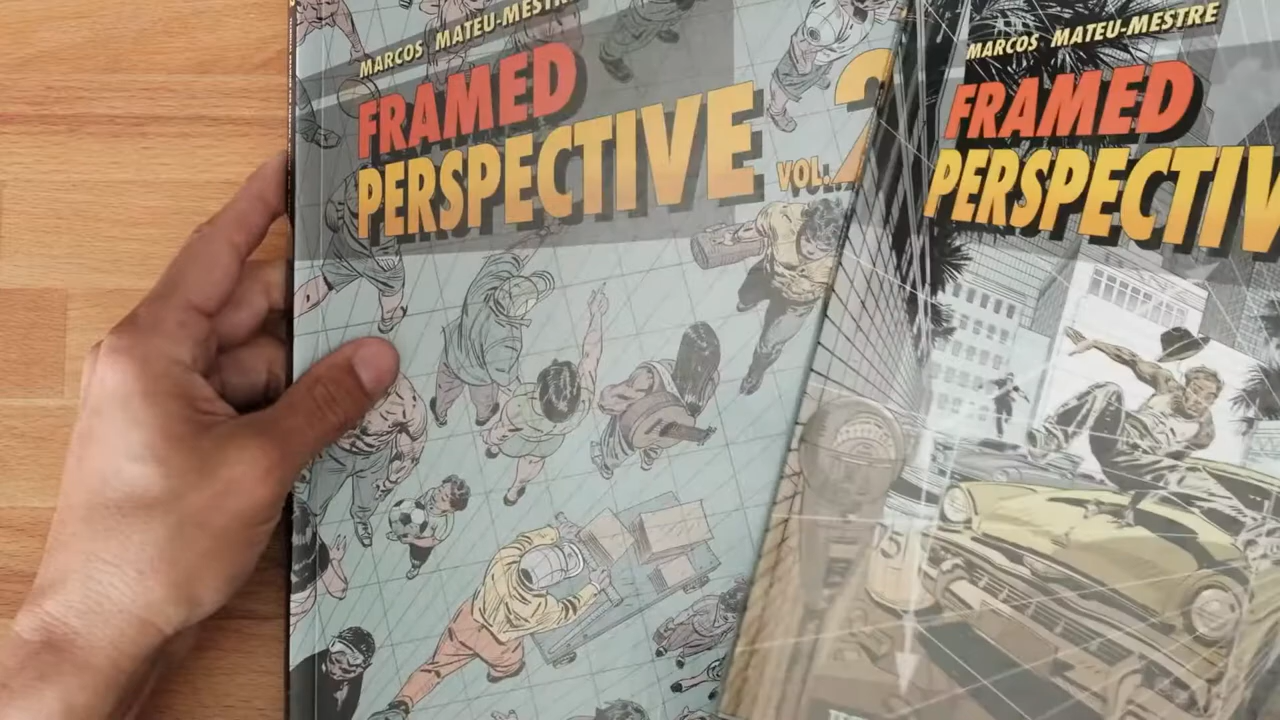 MARCOS MATEU-MESTRE
FRAMED
PERSPECTIVE
VOL. 2
MARCOS MATEU-MESTRE
FRAMED
PERSPECTIV